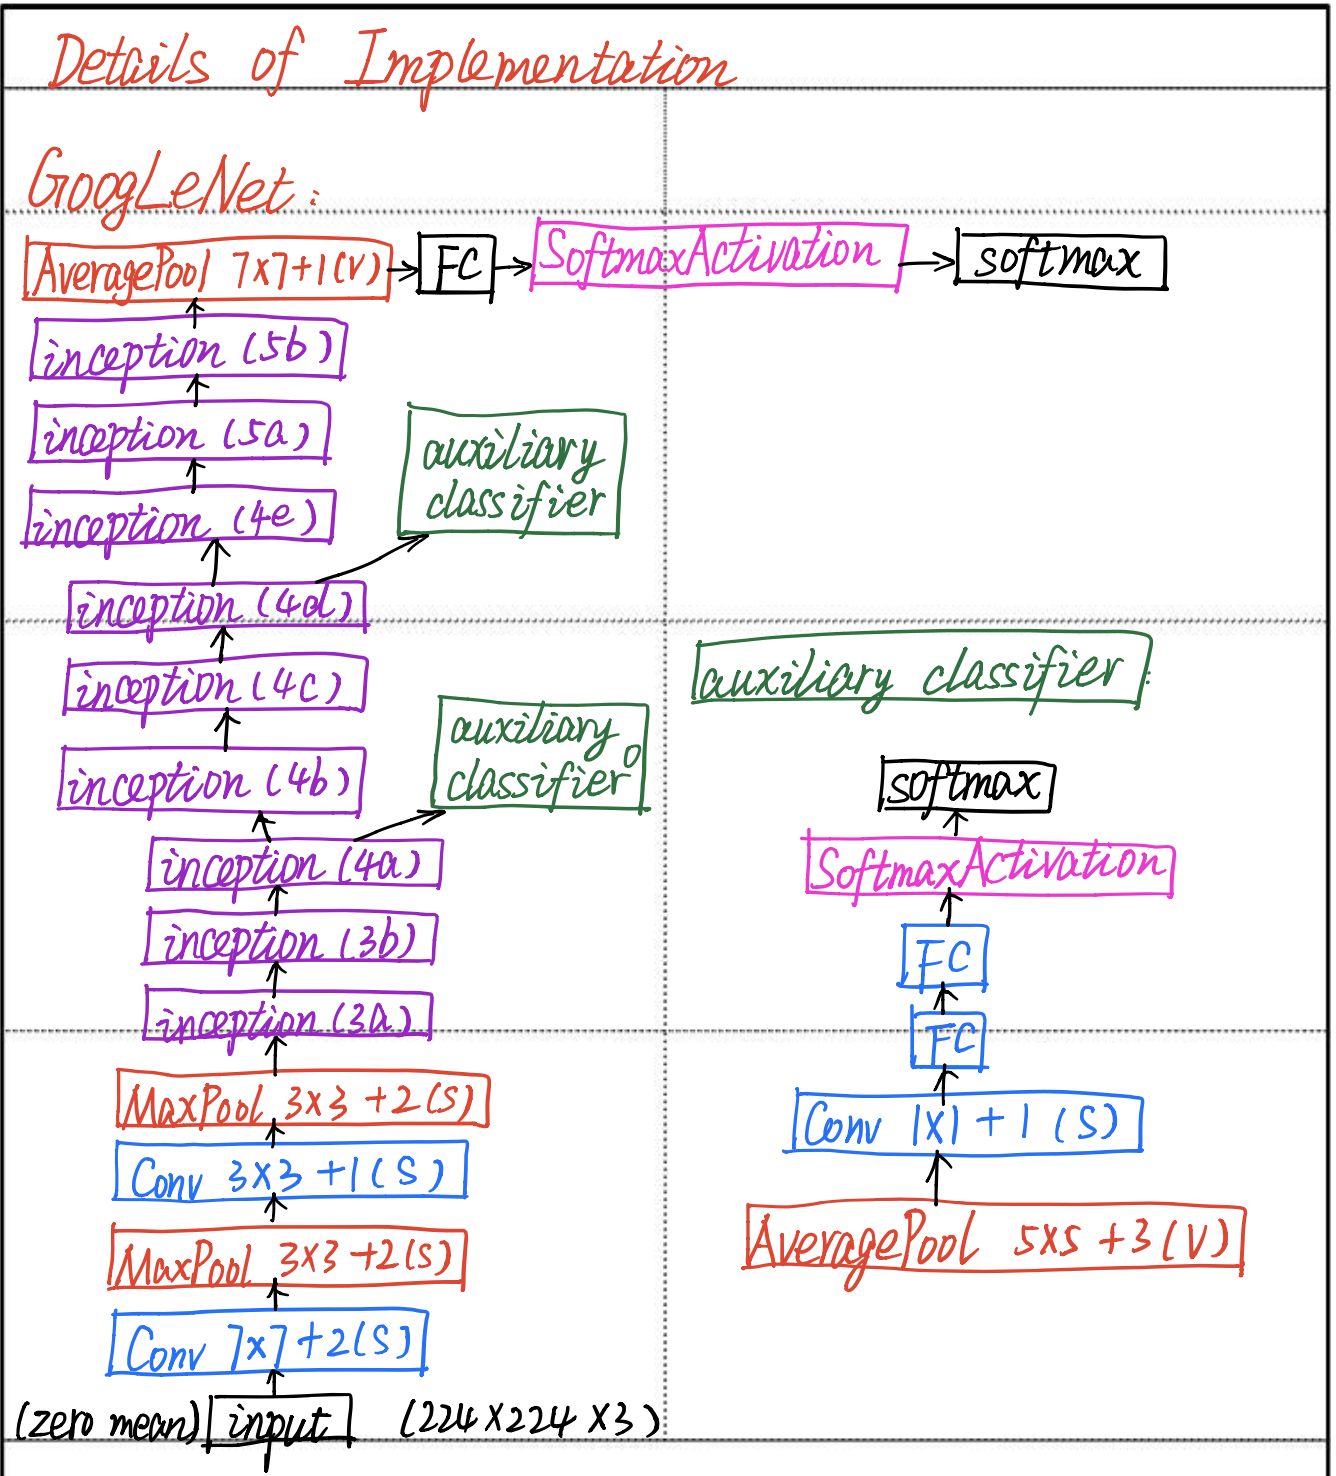 Details of Implementation
GoogLeNet:
AveragePool 7x7+1(V)
FC
SoftmaxActivation
softmax
inception (5b)
inception (5a)
inception (4e)
auxiliary
classifier
inception (4d)
inception (4c)
inception (4b)
auxiliary
classifier
inception (4a)
inception (3b)
inception (3a)
MaxPool 3x3+2(S)
Conv 3x3+1(S)
MaxPool 3x3+2(S)
Conv 7x7+2(S)
(zero mean) input (224x224x3)
auxiliary classifier:
softmax
SoftmaxActivation
FC
FC
Conv 1x1+1(S)
AveragePool 5x5+3(V)